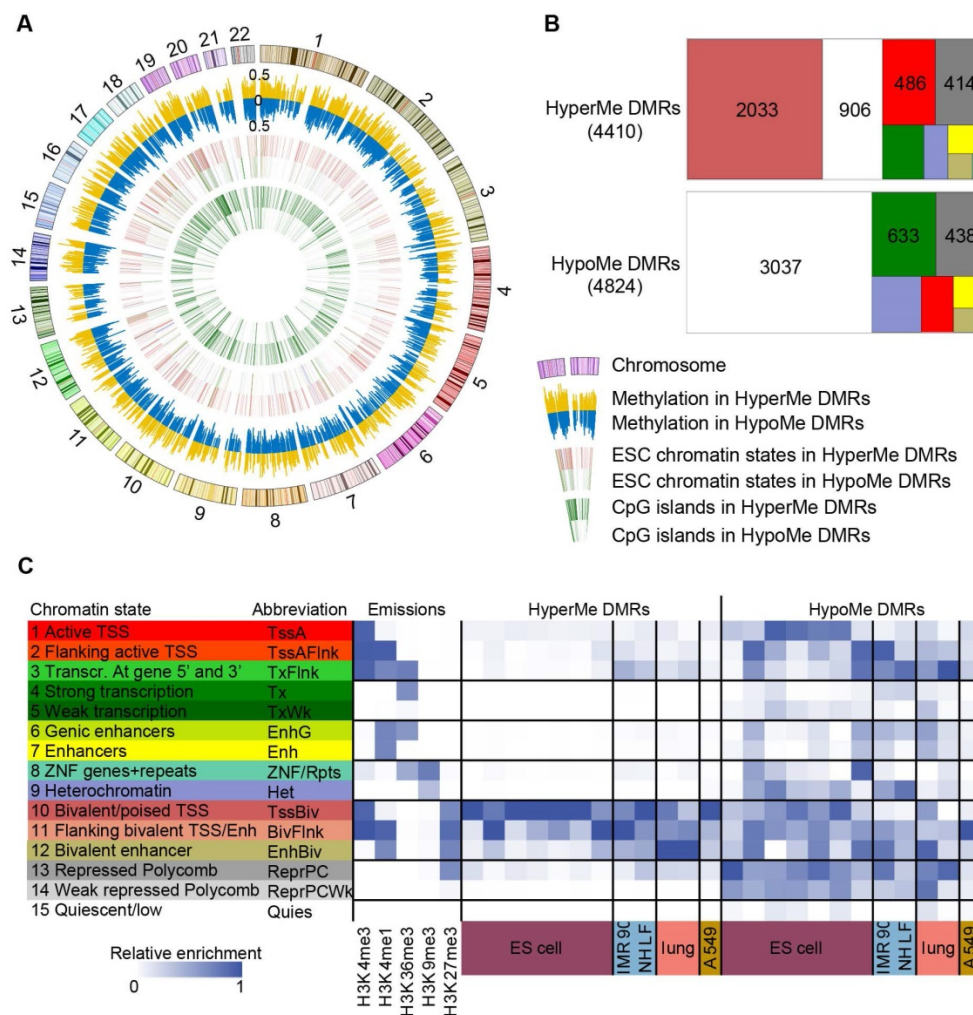 A
1
2
3
4
5
6
7
8
9
10
11
12
13
14
15
16
17
18
19
20
21
22
0.5
0
0.5
B
HyperMe DMRs
(4410)
2033
906
486
414
HypoMe DMRs
(4824)
3037
633
438
Chromosome
Methylation in HyperMe DMRs
Methylation in HypoMe DMRs
ESC chromatin states in HyperMe DMRs
ESC chromatin states in HypoMe DMRs
CpG islands in HyperMe DMRs
CpG islands in HypoMe DMRs
C
Chromatin state Abbreviation Emissions HyperMe DMRs HypoMe DMRs
1 Active TSS TssA
2 Flanking active TSS TssAFlnk
3 Transcr. At gene 5' and 3' TxFlnk
4 Strong transcription Tx
5 Weak transcription TxWk
6 Genic enhancers EnhG
7 Enhancers Enh
8 ZNF genes+repeats ZNF/Rpts
9 Heterochromatin Het
10 Bivalent/poised TSS TssBiv
11 Flanking bivalent TSS/Enh BivFlnk
12 Bivalent enhancer EnhBiv
13 Repressed Polycomb ReprPC
14 Weak repressed Polycomb ReprPCWk
15 Quiescent/low Quies
Relative enrichment
0 1
H3K4me3
H3K4me1
H3K36me3
H3K9me3
H3K27me3
ES cell
IMR90
NHLF
lung
A549
ES cell
IMR90
NHLF
lung
A549